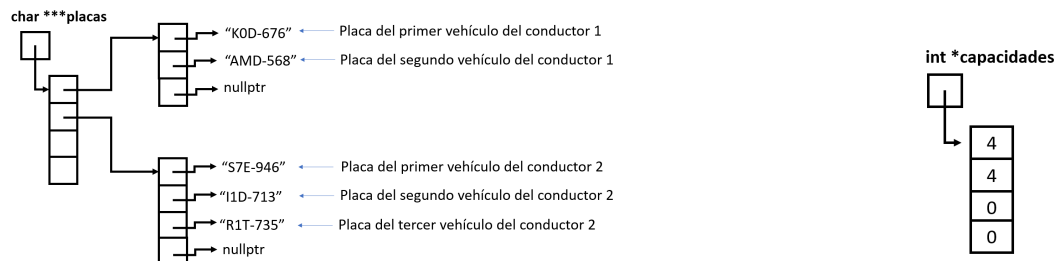 char ***placas
"K0D-676" Placa del primer vehículo del conductor 1
"AMD-568" Placa del segundo vehículo del conductor 1
nullptr
"S7E-946" Placa del primer vehículo del conductor 2
"I1D-713" Placa del segundo vehículo del conductor 2
"R1T-735" Placa del tercer vehículo del conductor 2
nullptr
int *capacidades
4
4
0
0